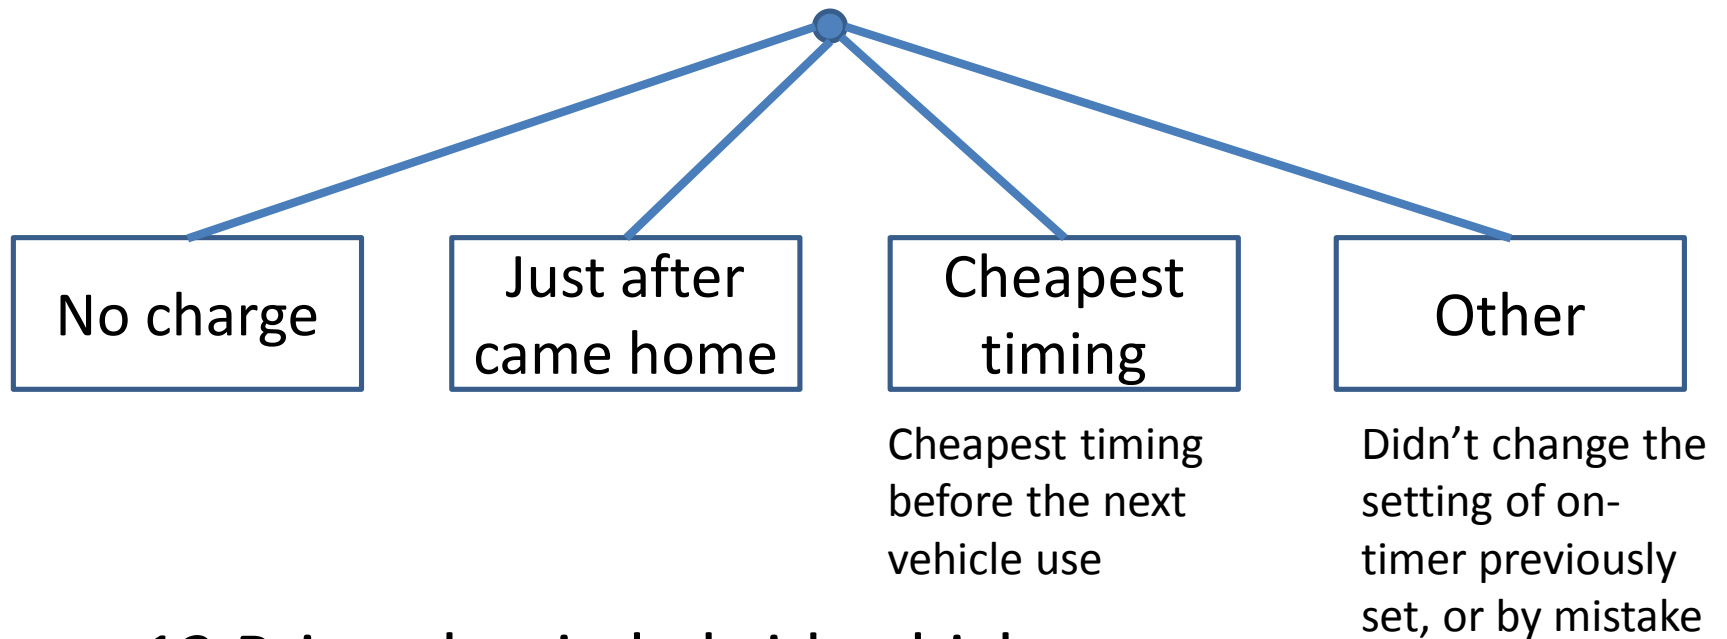 No charge
Just after
came home
Cheapest
timing
Other
Cheapest timing
before the next
vehicle use
Didn’t change the
setting of on-
timer previously
set, or by mistake